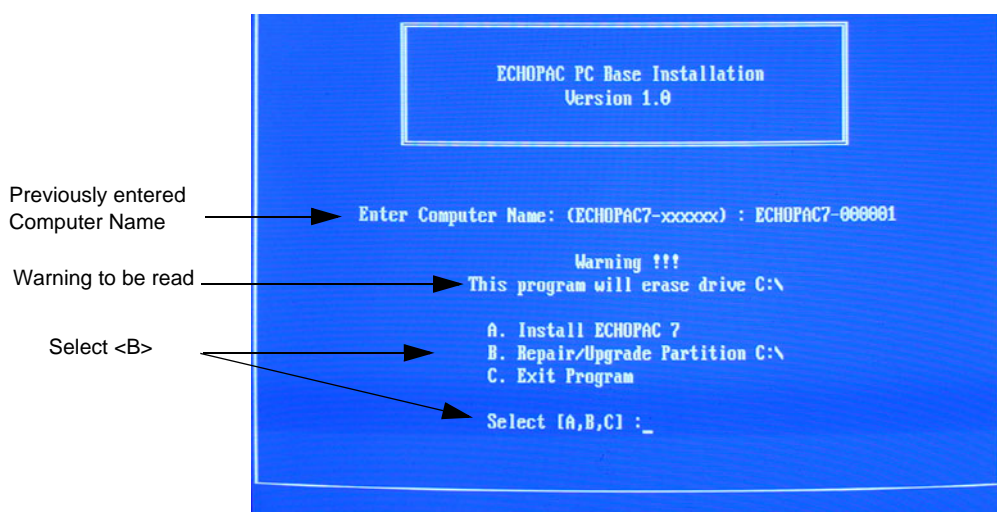 ECHOPAC PC Base Installation
Version 1.0
Previously entered
Computer Name
Enter Computer Name: (ECHOPAC7-xxxxxx) : ECHOPAC7-000001
Warning !!!
Warning to be read
This program will erase drive C:\
A. Install ECHOPAC 7
Select <B>
B. Repair/Upgrade Partition C:\
C. Exit Program
Select [A,B,C] :_